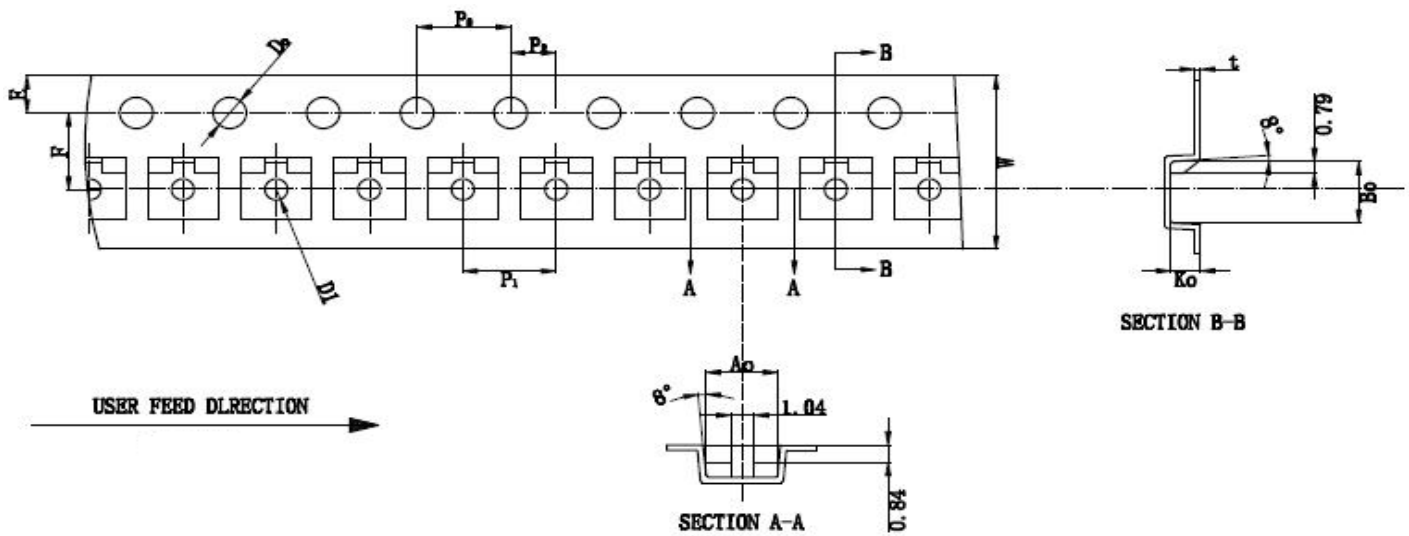 P₀
P₂
D₀
B
E
F
W
t
8°
0.79
Bo
Ko
P₁
D1
A
A
B
SECTION B-B
Ao
8°
1.04
0.84
USER FEED DLRECTION
SECTION A-A